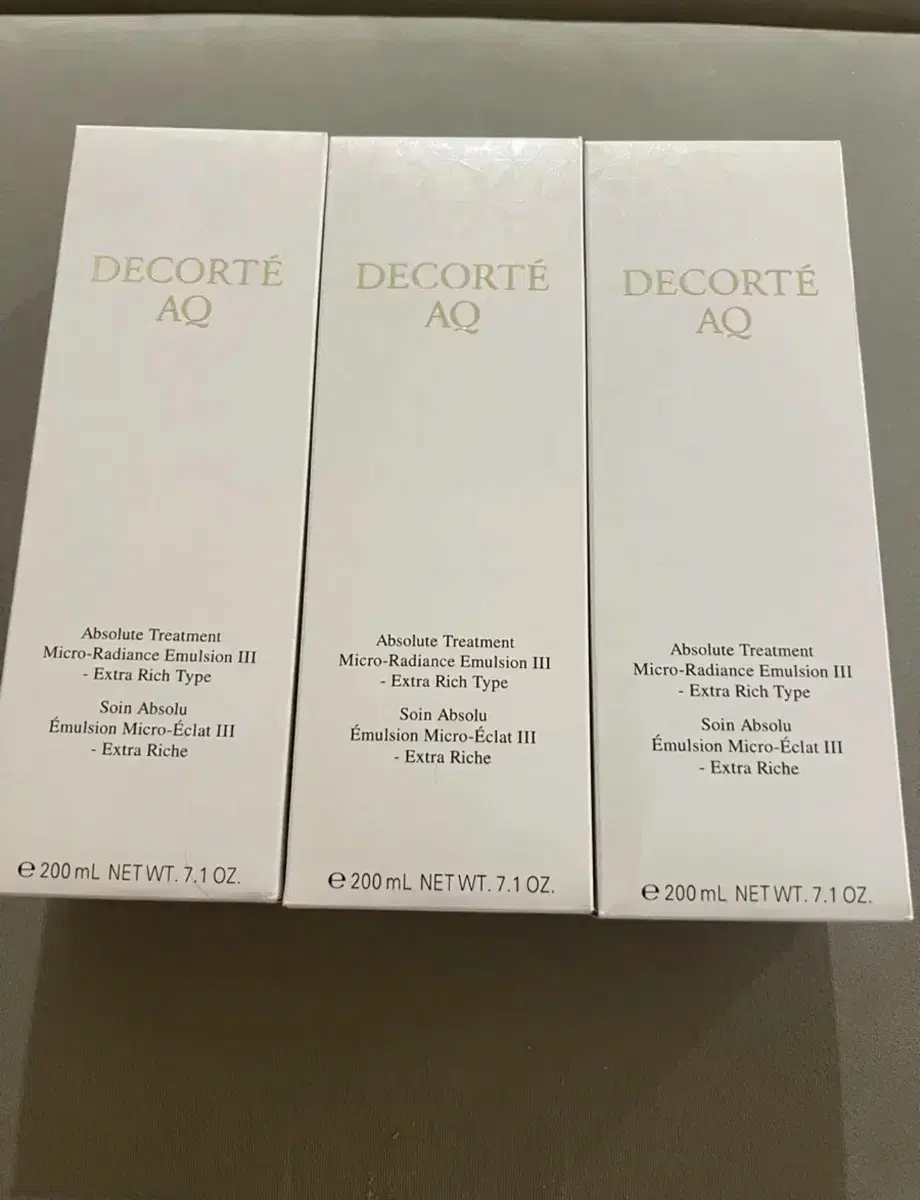 DECORTÉ
AQ
Absolute Treatment
Micro-Radiance Emulsion III
- Extra Rich Type
Soin Absolu
Émulsion Micro-Éclat III
- Extra Riche
℮ 200 mL NET WT. 7.1 OZ.
DECORTÉ
AQ
Absolute Treatment
Micro-Radiance Emulsion III
- Extra Rich Type
Soin Absolu
Émulsion Micro-Éclat III
- Extra Riche
℮ 200 mL NET WT. 7.1 OZ.
DECORTÉ
AQ
Absolute Treatment
Micro-Radiance Emulsion III
- Extra Rich Type
Soin Absolu
Émulsion Micro-Éclat III
- Extra Riche
℮ 200 mL NET WT. 7.1 OZ.